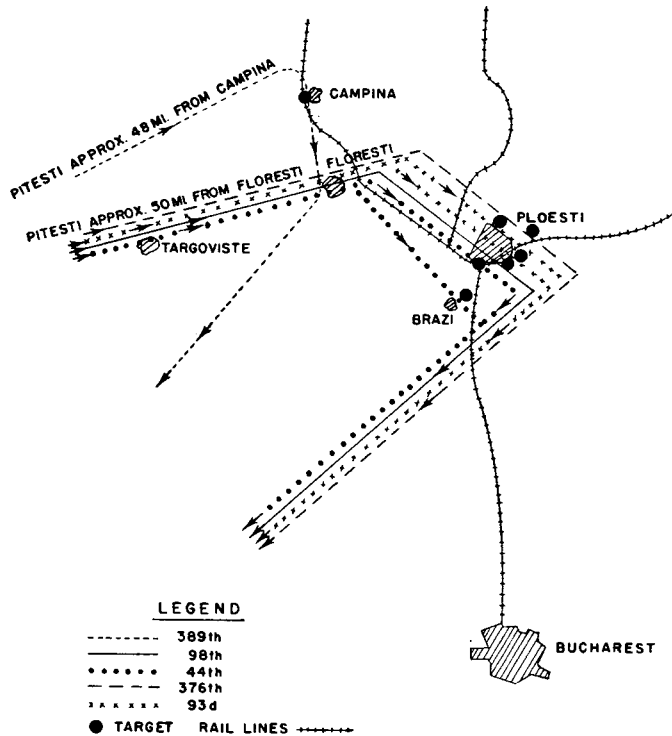 CAMPINA
PITESTI APPROX. 48 MI. FROM CAMPINA
FLORESTI
PITESTI APPROX. 50 MI FROM FLORESTI
TARGOVISTE
PLOESTI
BRAZI
LEGEND
389th
98th
44th
376th
93d
TARGET RAIL LINES
BUCHAREST